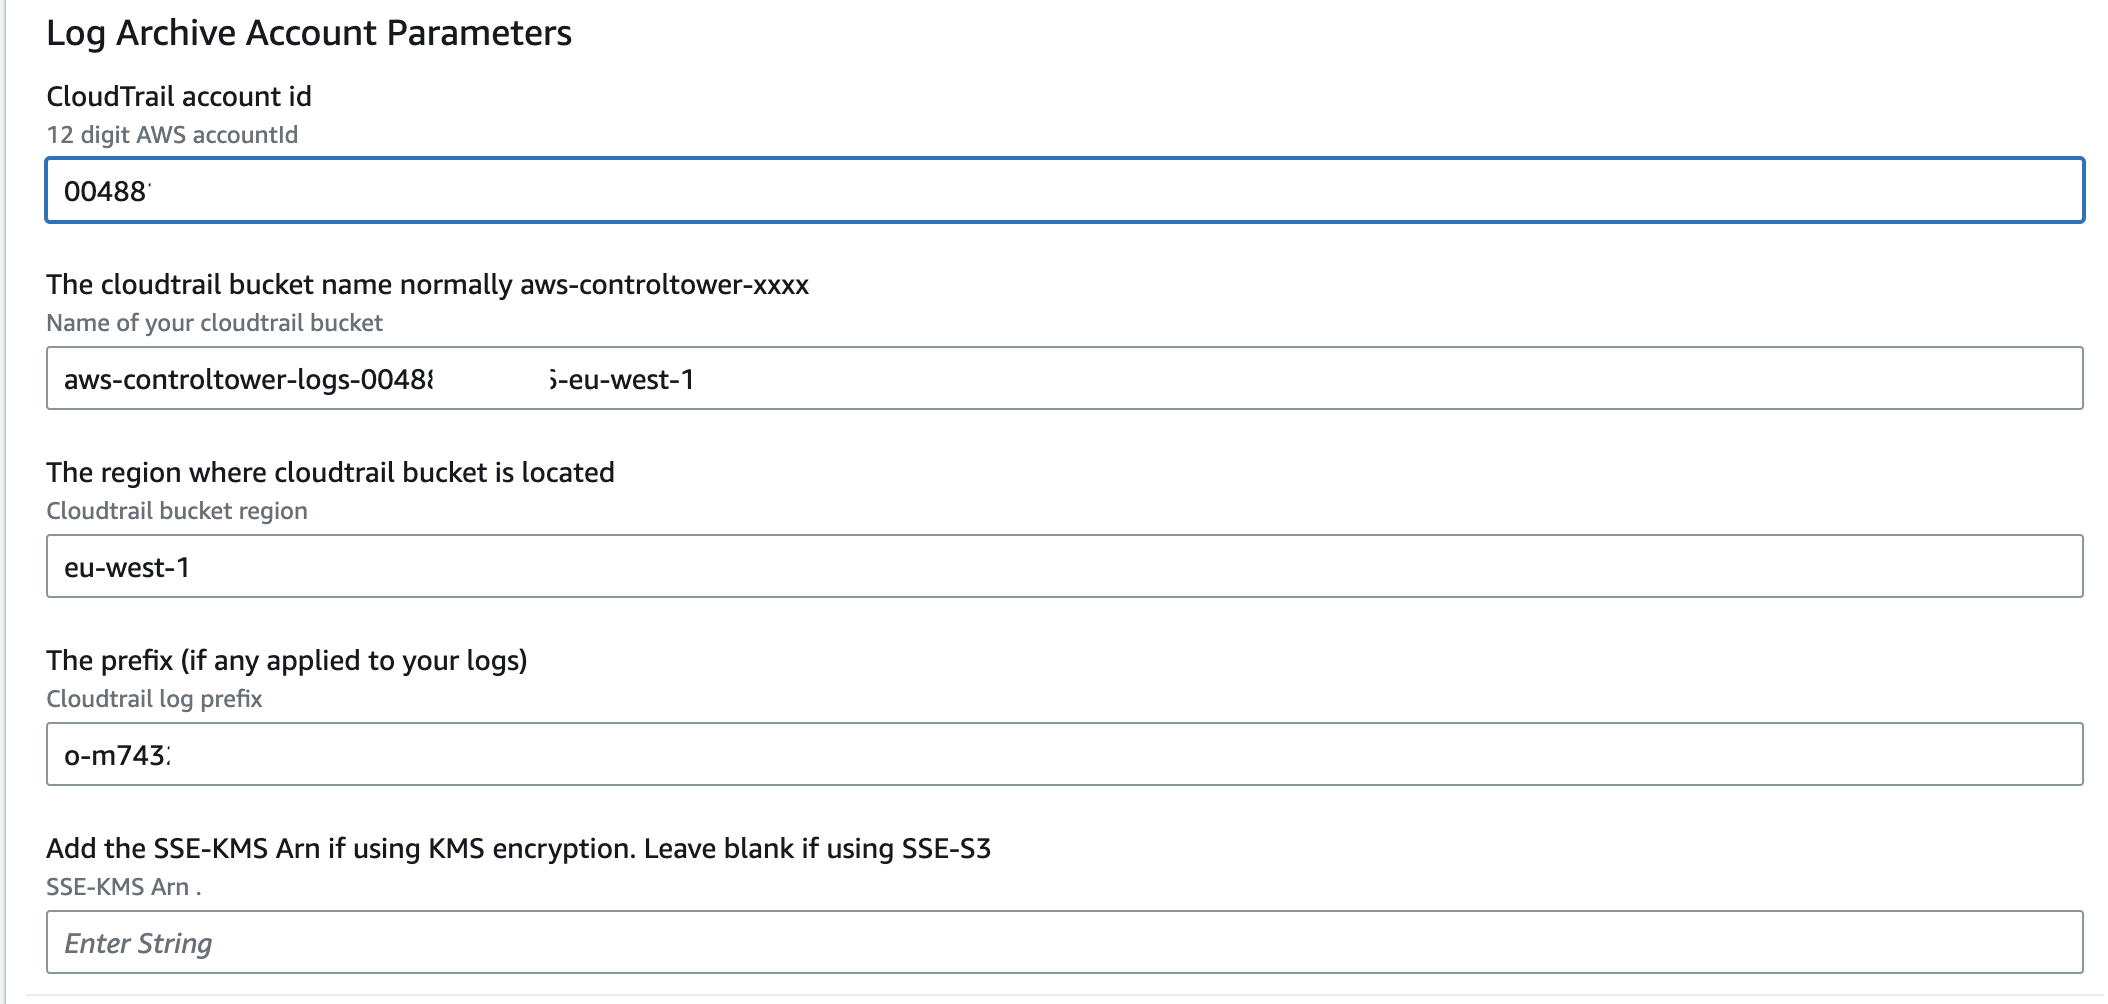 Log Archive Account Parameters
CloudTrail account id
12 digit AWS accountId
00488
The cloudtrail bucket name normally aws-controltower-xxxx
Name of your cloudtrail bucket
aws-controltower-logs-0048 -eu-west-1
The region where cloudtrail bucket is located
Cloudtrail bucket region
eu-west-1
The prefix (if any applied to your logs)
Cloudtrail log prefix
o-m743
Add the SSE-KMS Arn if using KMS encryption. Leave blank if using SSE-S3
SSE-KMS Arn .
Enter String